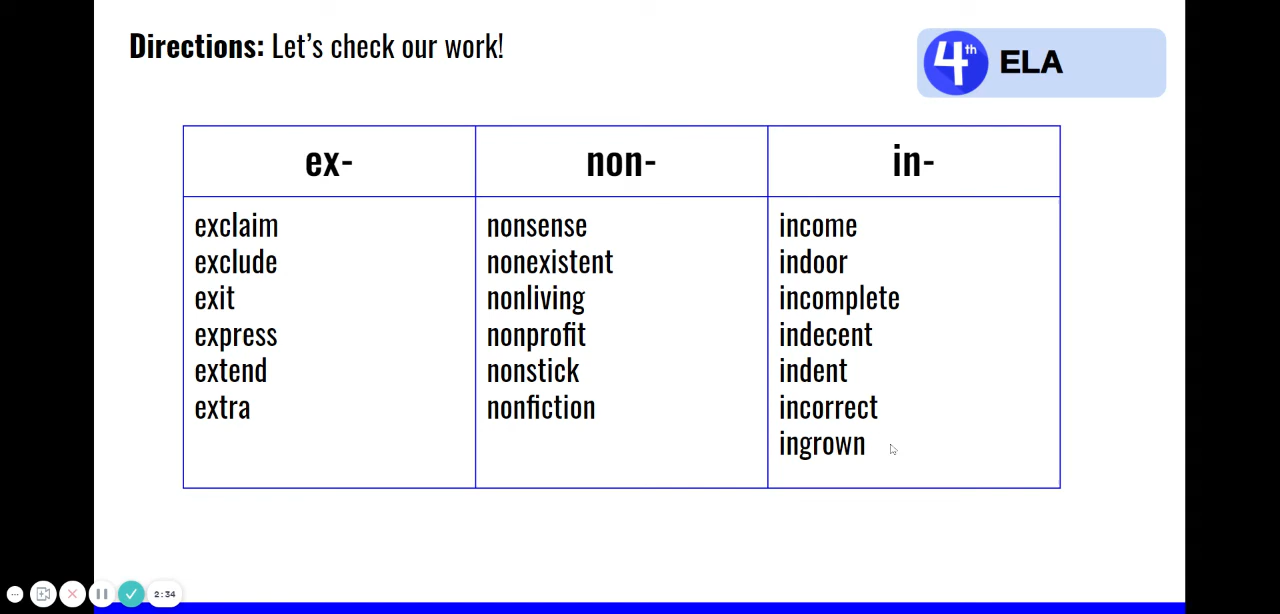 Directions: Let's check our work!
4th ELA
ex- non- in-
exclaim nonsense income
exclude nonexistent indoor
exit nonliving incomplete
express nonprofit indecent
extend nonstick indent
extra nonfiction incorrect
ingrown
2:34